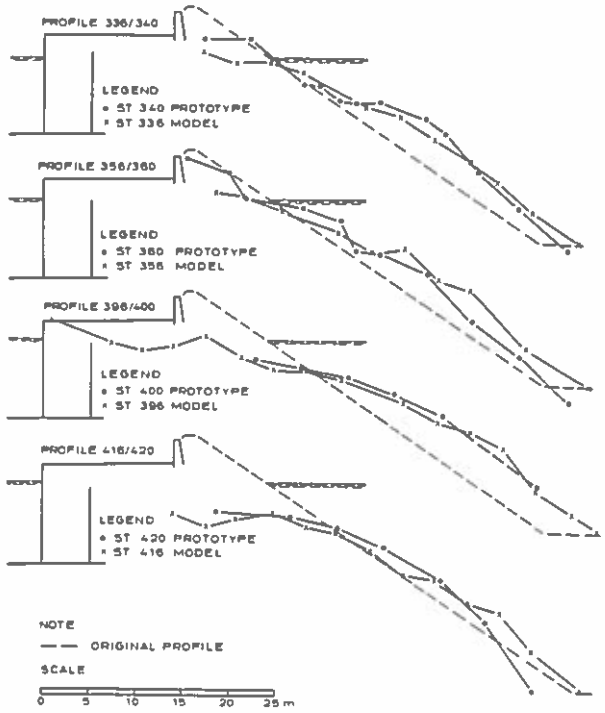 PROFILE 336/340
LEGEND
• ST 340 PROTOTYPE
× ST 336 MODEL
PROFILE 356/360
LEGEND
• ST 360 PROTOTYPE
× ST 356 MODEL
PROFILE 396/400
LEGEND
• ST 400 PROTOTYPE
× ST 396 MODEL
PROFILE 416/420
LEGEND
• ST 420 PROTOTYPE
× ST 416 MODEL
NOTE
— — ORIGINAL PROFILE
SCALE
0 5 10 15 20 25 m